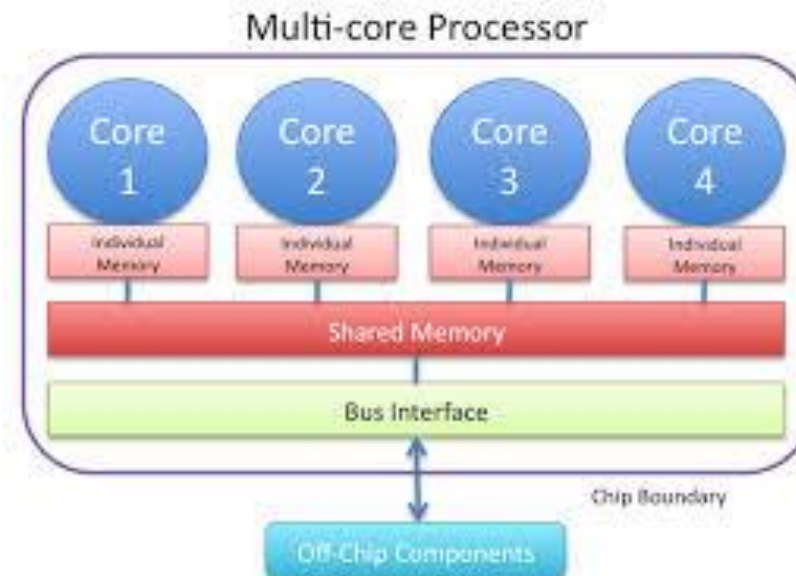 Multi-core Processor
Core
1
Core
2
Core
3
Core
4
Individual
Memory
Individual
Memory
Individual
Memory
Individual
Memory
Shared Memory
Bus Interface
Chip Boundary
Off-Chip Components